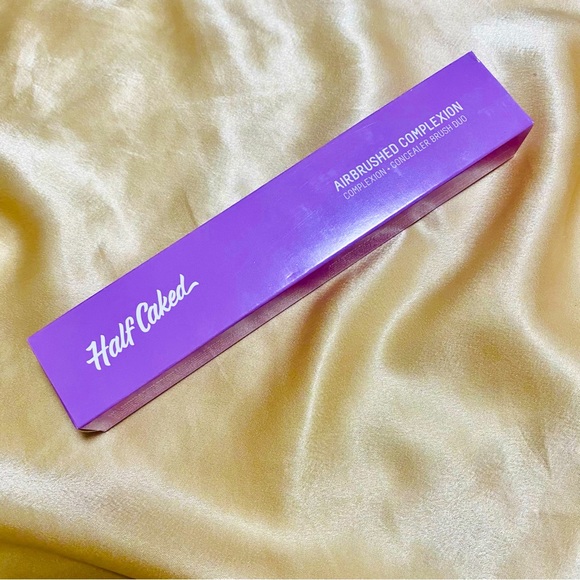 Half Caked
AIRBRUSHED COMPLEXION
COMPLEXION + CONCEALER BRUSH DUO